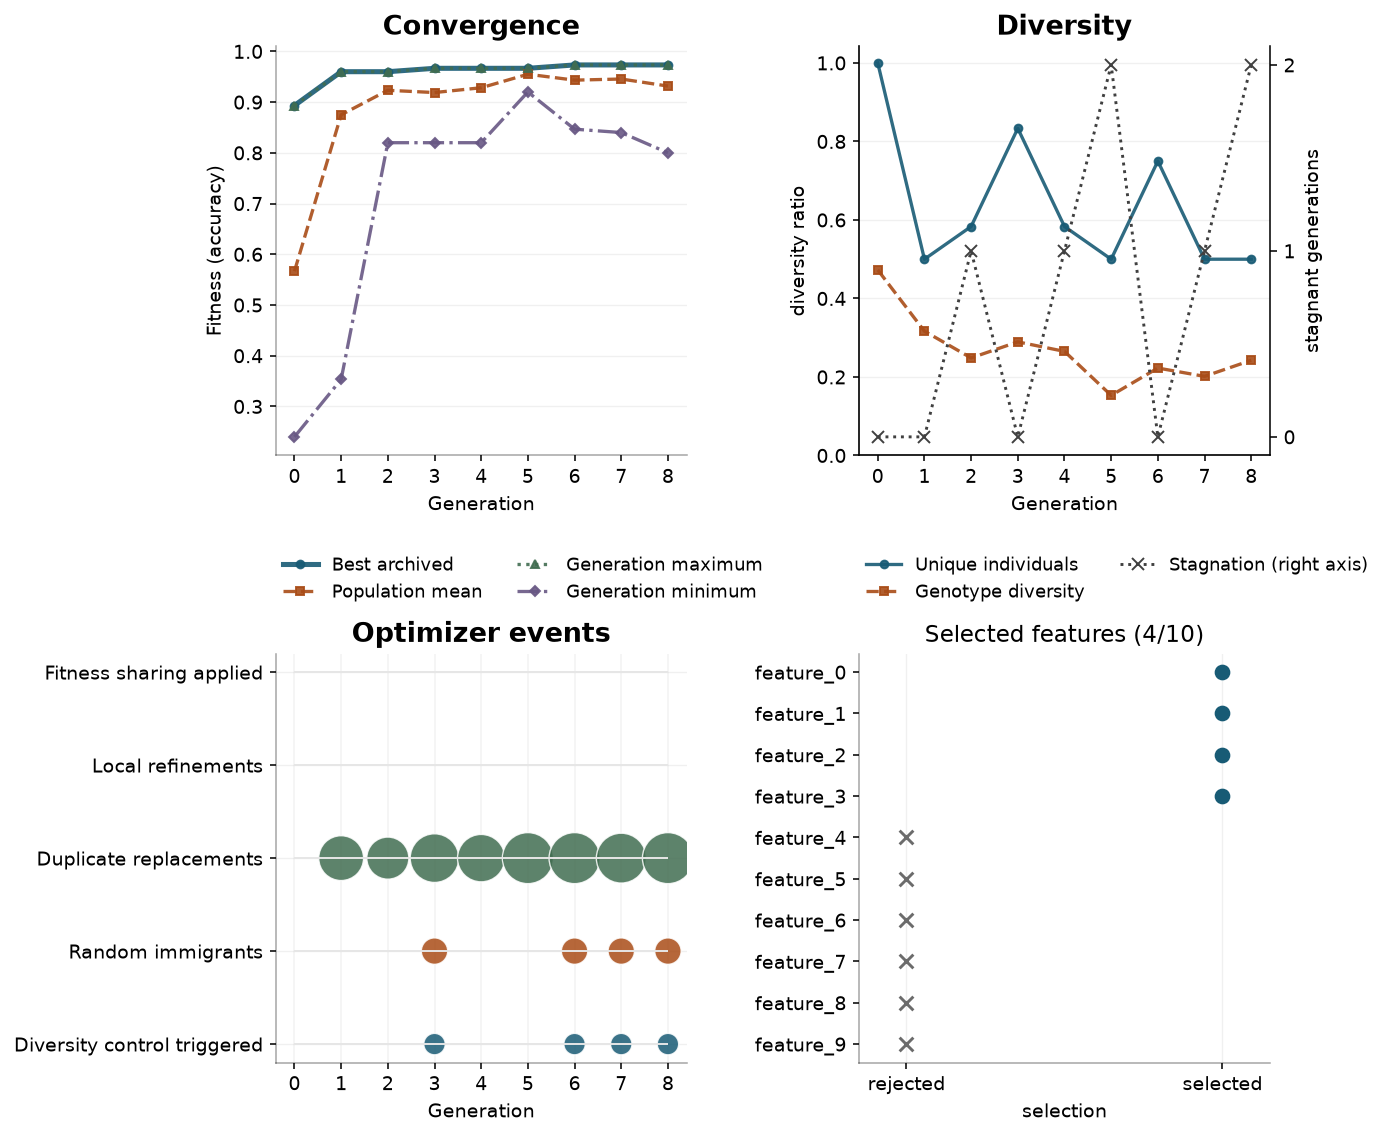 Convergence
1.0
0.9
0.8
0.7
0.6
0.5
0.4
0.3
Fitness (accuracy)
0 1 2 3 4 5 6 7 8
Generation
Best archived
Population mean
Generation maximum
Generation minimum
Diversity
1.0
0.8
0.6
0.4
0.2
0.0
diversity ratio
2
1
0
stagnant generations
0 1 2 3 4 5 6 7 8
Generation
Unique individuals
Genotype diversity
Stagnation (right axis)
Optimizer events
Fitness sharing applied
Local refinements
Duplicate replacements
Random immigrants
Diversity control triggered
0 1 2 3 4 5 6 7 8
Generation
Selected features (4/10)
feature_0
feature_1
feature_2
feature_3
feature_4
feature_5
feature_6
feature_7
feature_8
feature_9
rejected selected
selection